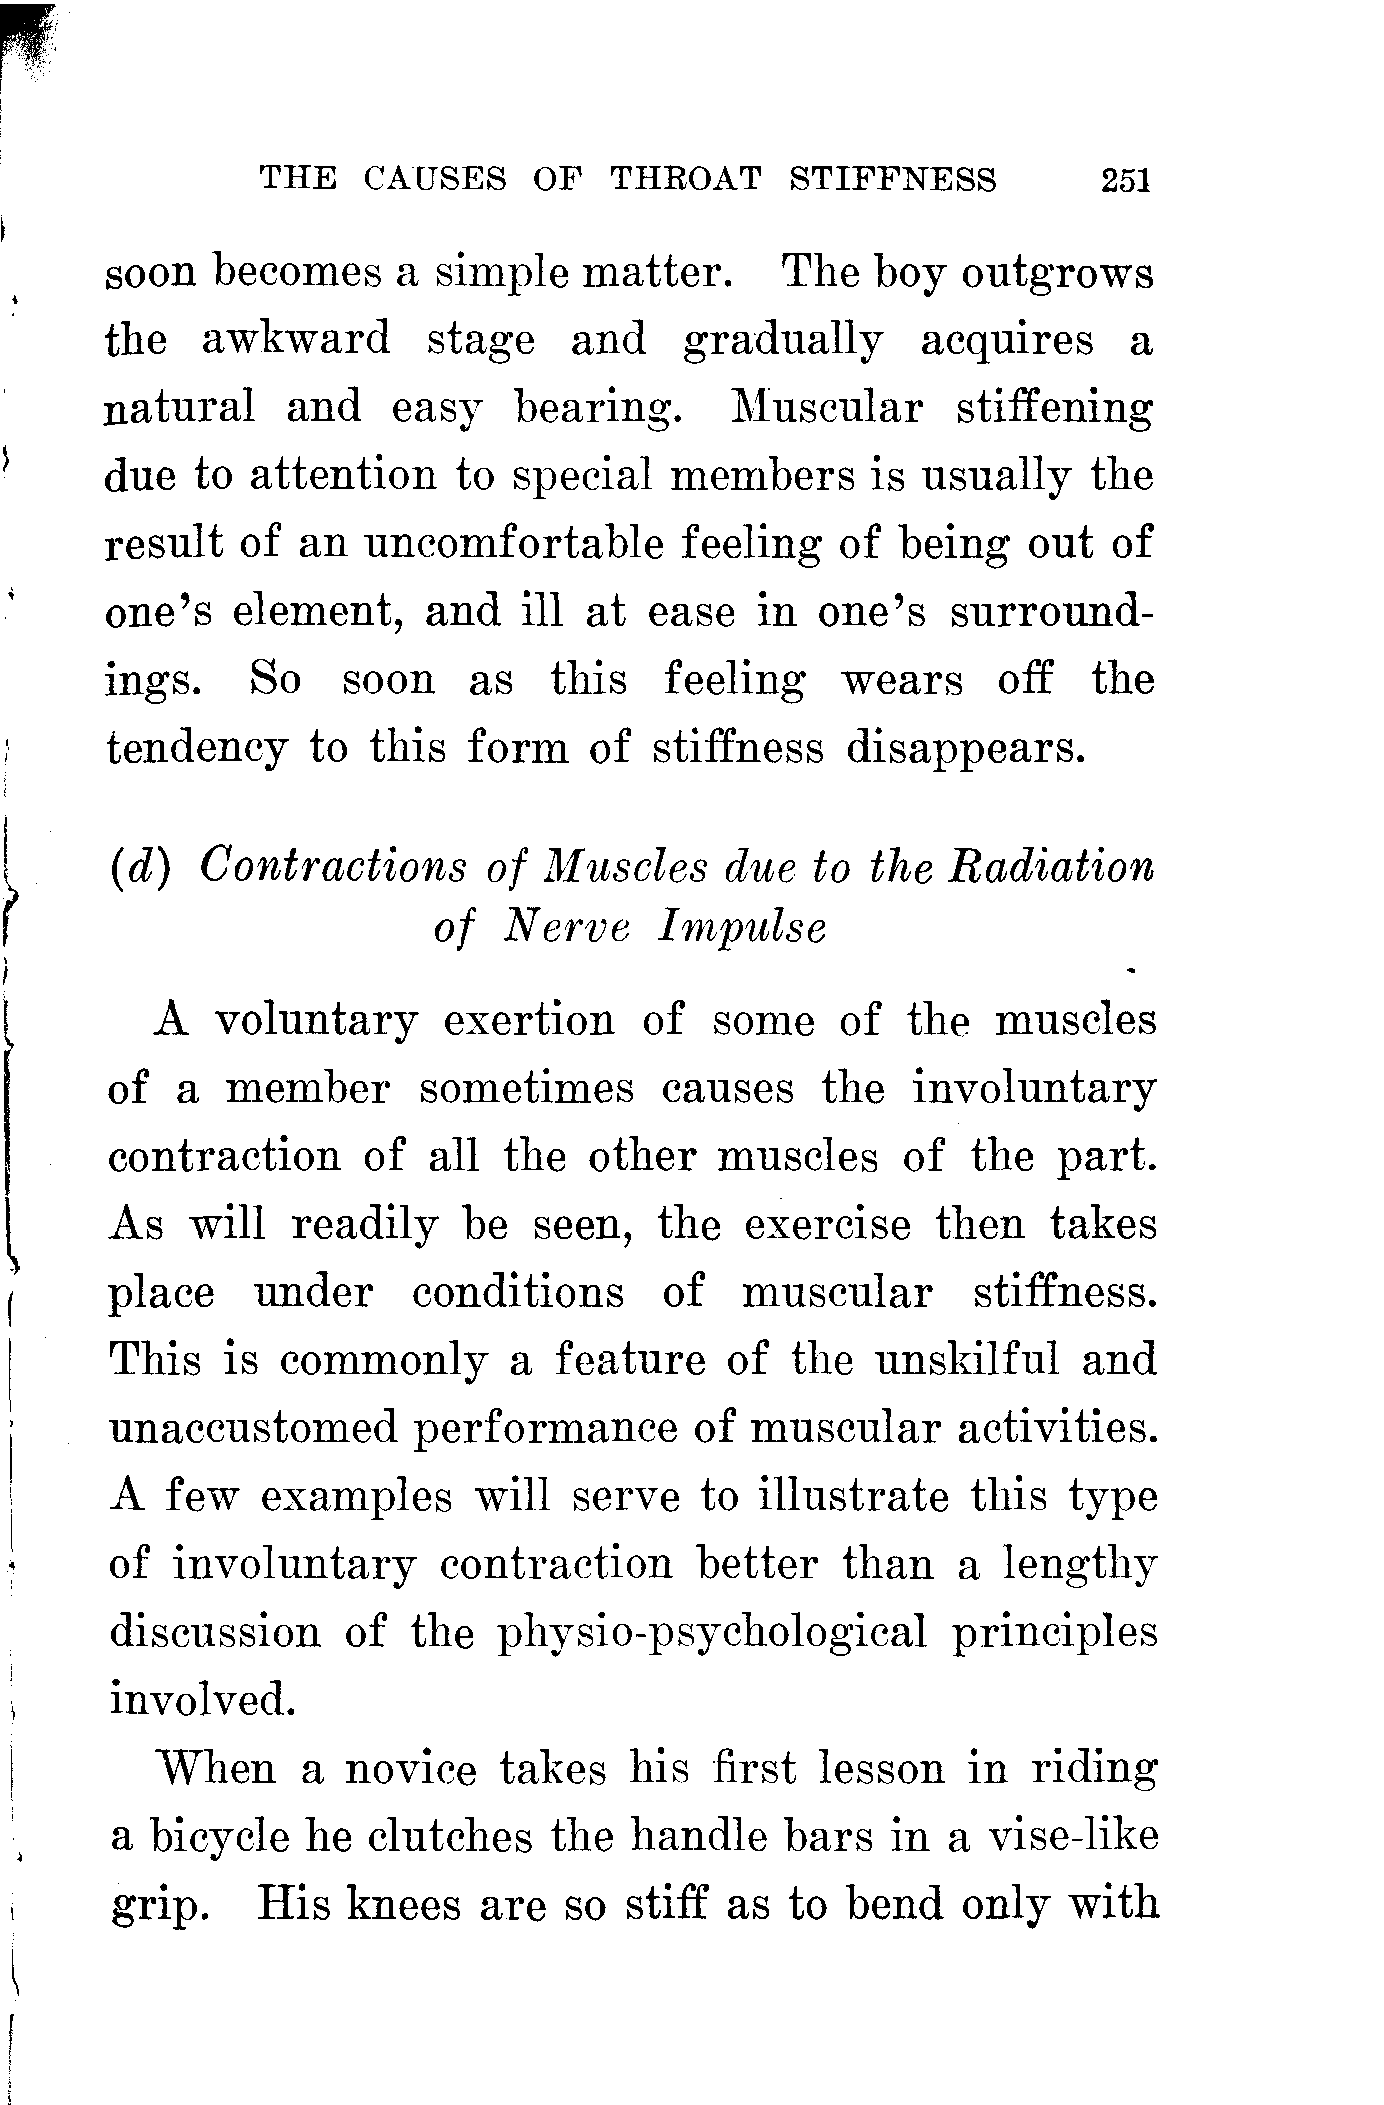 THE CAUSES OF THROAT STIFFNESS 251
soon becomes a simple matter. The boy outgrows
the awkward stage and gradually acquires a
natural and easy bearing. Muscular stiffening
due to attention to special members is usually the
result of an uncomfortable feeling of being out of
one's element, and ill at ease in one's surround-
ings. So soon as this feeling wears off the
tendency to this form of stiffness disappears.
(d) Contractions of Muscles due to the Radiation
of Nerve Impulse
A voluntary exertion of some of the muscles
of a member sometimes causes the involuntary
contraction of all the other muscles of the part.
As will readily be seen, the exercise then takes
place under conditions of muscular stiffness.
This is commonly a feature of the unskilful and
unaccustomed performance of muscular activities.
A few examples will serve to illustrate this type
of involuntary contraction better than a lengthy
discussion of the physio-psychological principles
involved.
When a novice takes his first lesson in riding
a bicycle he clutches the handle bars in a vise-like
grip. His knees are so stiff as to bend only with